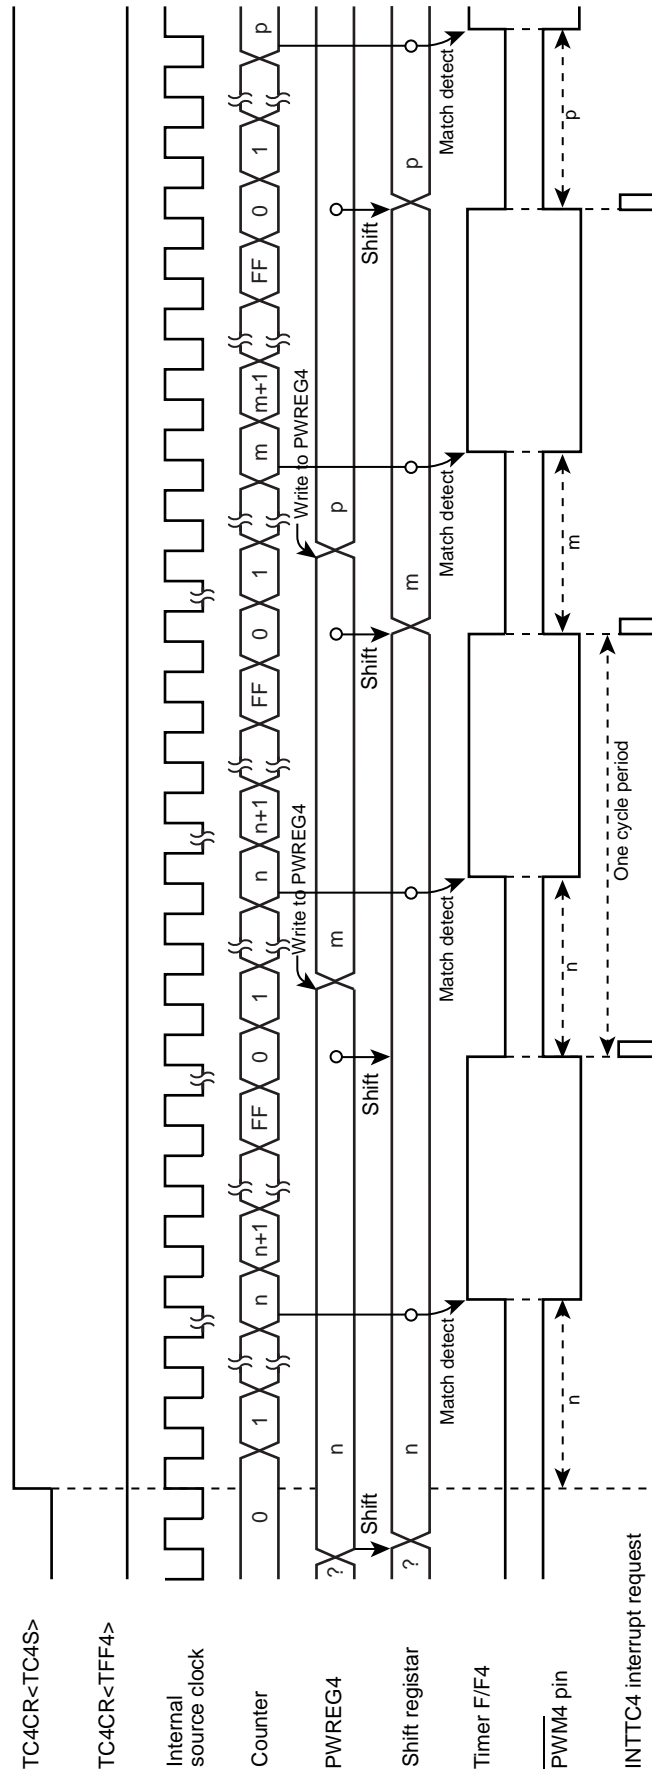 TC4CR<TC4S>
TC4CR<TFF4>
Internal
source clock
Counter
0 1 n n+1 FF 0 1 n n+1 FF 0 1 m m+1 FF 0 1 p
Write to PWREG4
Write to PWREG4
PWREG4
? n m p
Shift
Shift
Shift
Shift
Shift registar
? n m p
Match detect
Match detect
Match detect
Match detect
Timer F/F4
PWM4 pin
n n m p
One cycle period
INTTC4 interrupt request